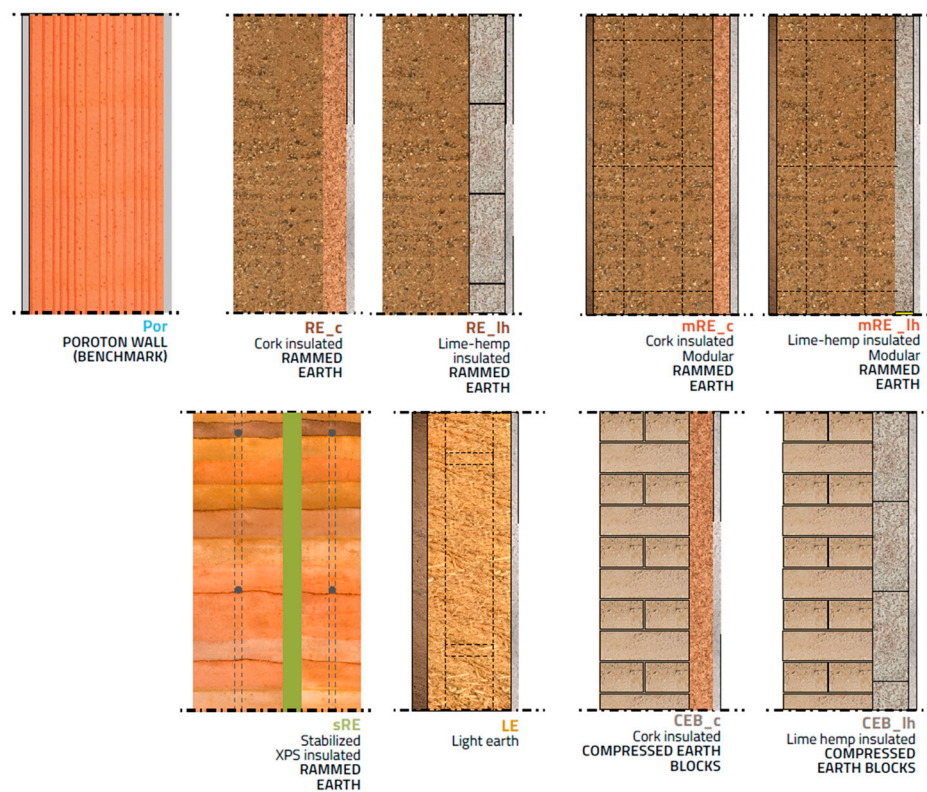 Por
POROTON WALL
(BENCHMARK)
RE_c
Cork insulated
RAMMED
EARTH
RE_lh
Lime-hemp
insulated
RAMMED
EARTH
mRE_c
Cork insulated
Modular
RAMMED
EARTH
mRE _lh
Lime-hemp insulated
Modular
RAMMED
EARTH
sRE
Stabilized
XPS insulated
RAMMED
EARTH
LE
Light earth
CEB_c
Cork insulated
COMPRESSED EARTH
BLOCKS
CEB_lh
Lime hemp insulated
COMPRESSED
EARTH BLOCKS